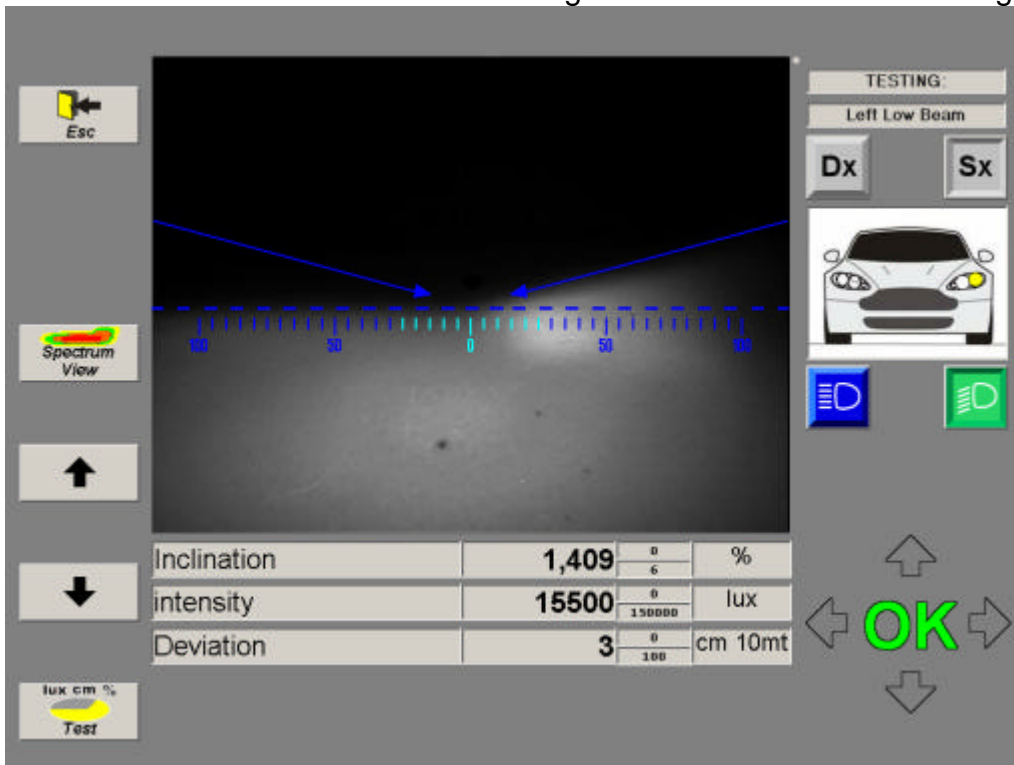 Esc
TESTING:
Left Low Beam
Dx Sx
Spectrum
View
100 50 0 50 100
Inclination 1,409 0 6 %
intensity 15500 0 150000 lux
Deviation 3 0 100 cm 10mt
OK
lux cm %
Test